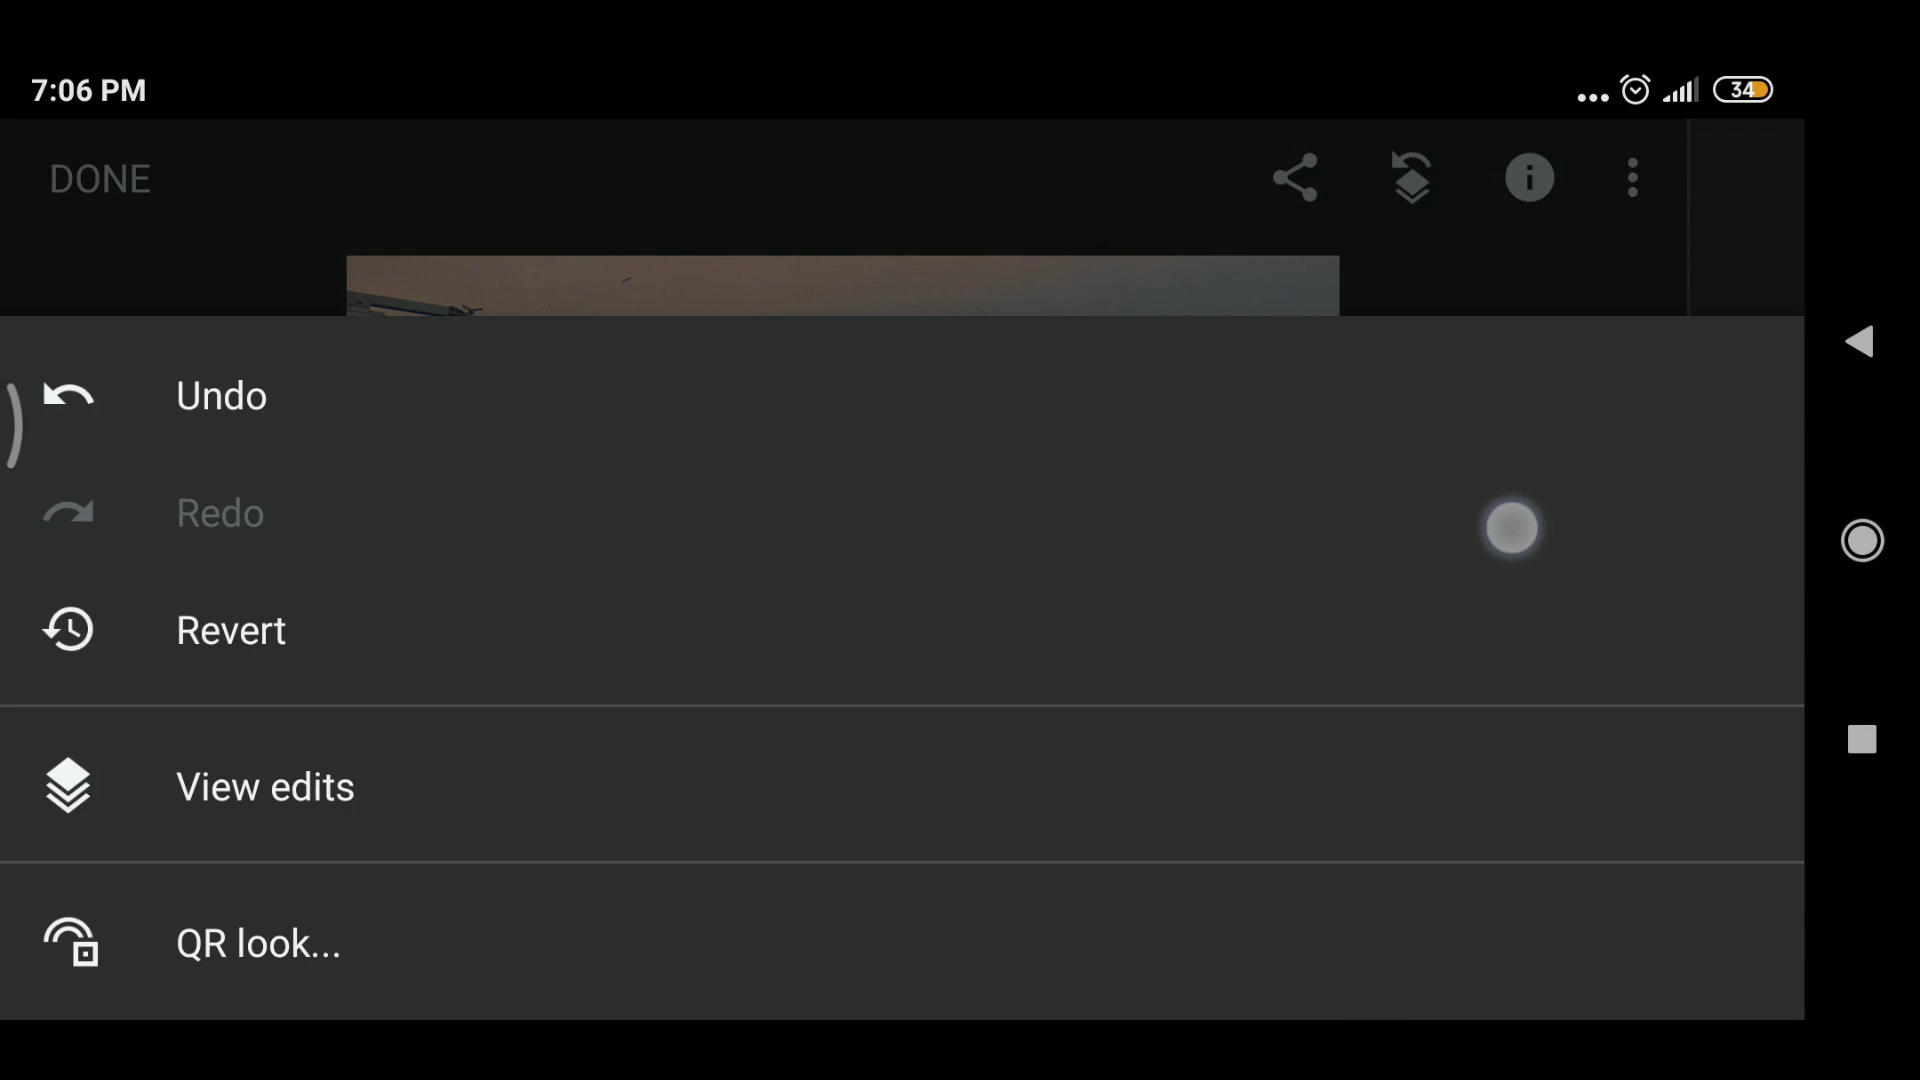 7:06 PM
34
DONE
Undo
Redo
Revert
View edits
QR look...